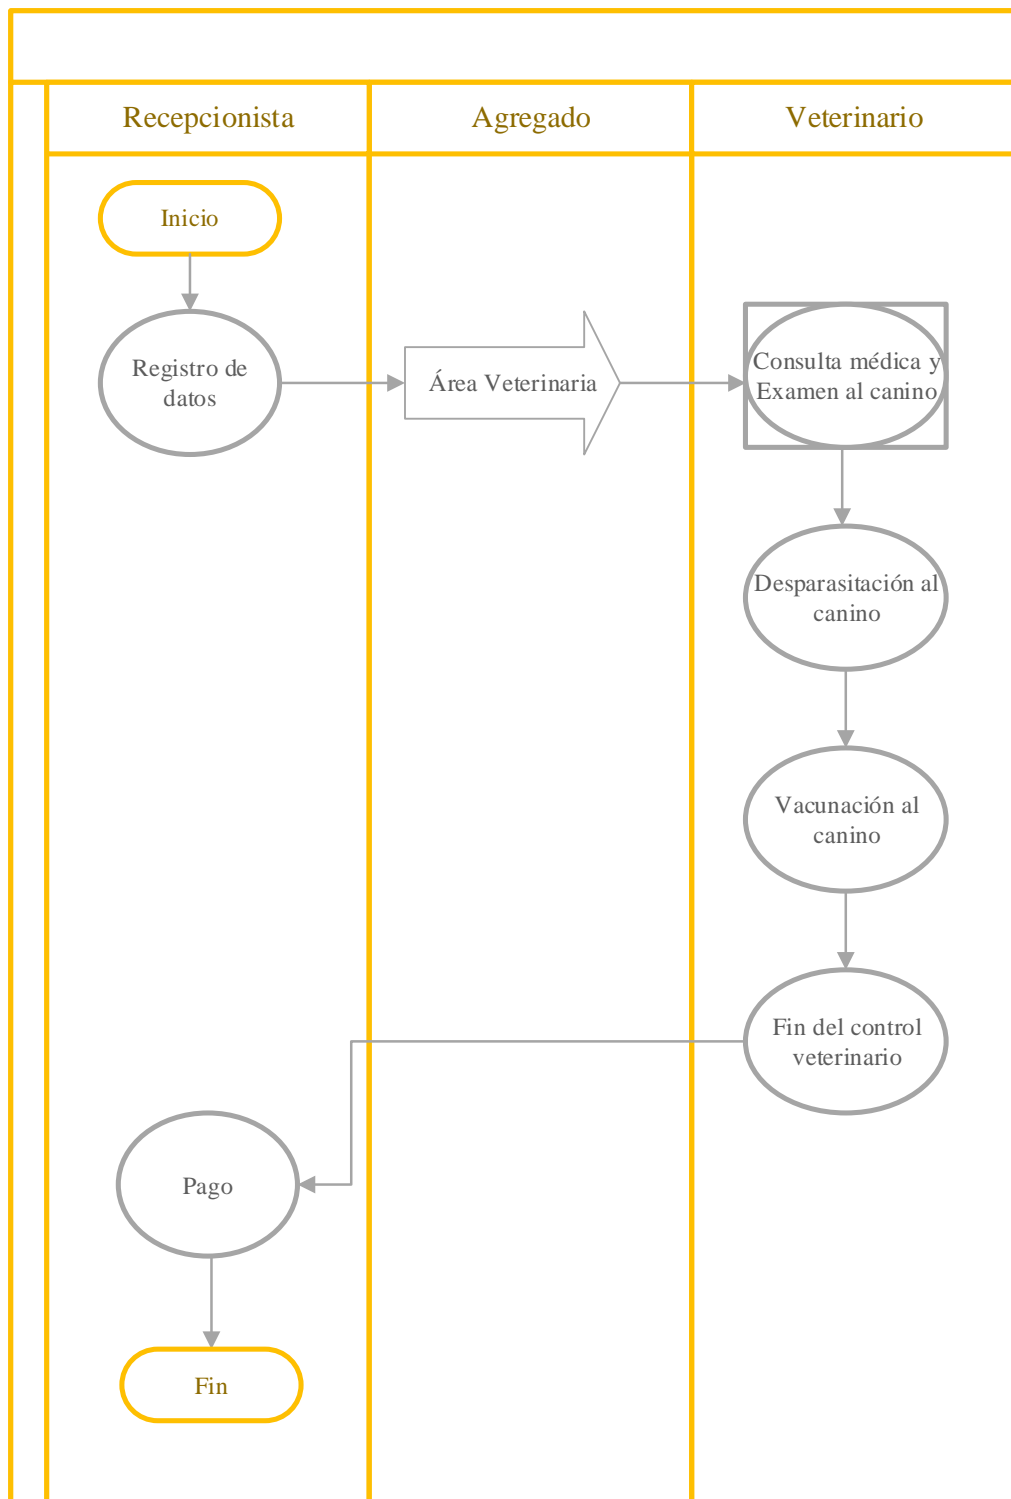 Recepcionista
Agregado
Veterinario
Inicio
Registro de
datos
Área Veterinaria
Consulta médica y
Examen al canino
Desparasitación al
canino
Vacunación al
canino
Fin del control
veterinario
Pago
Fin